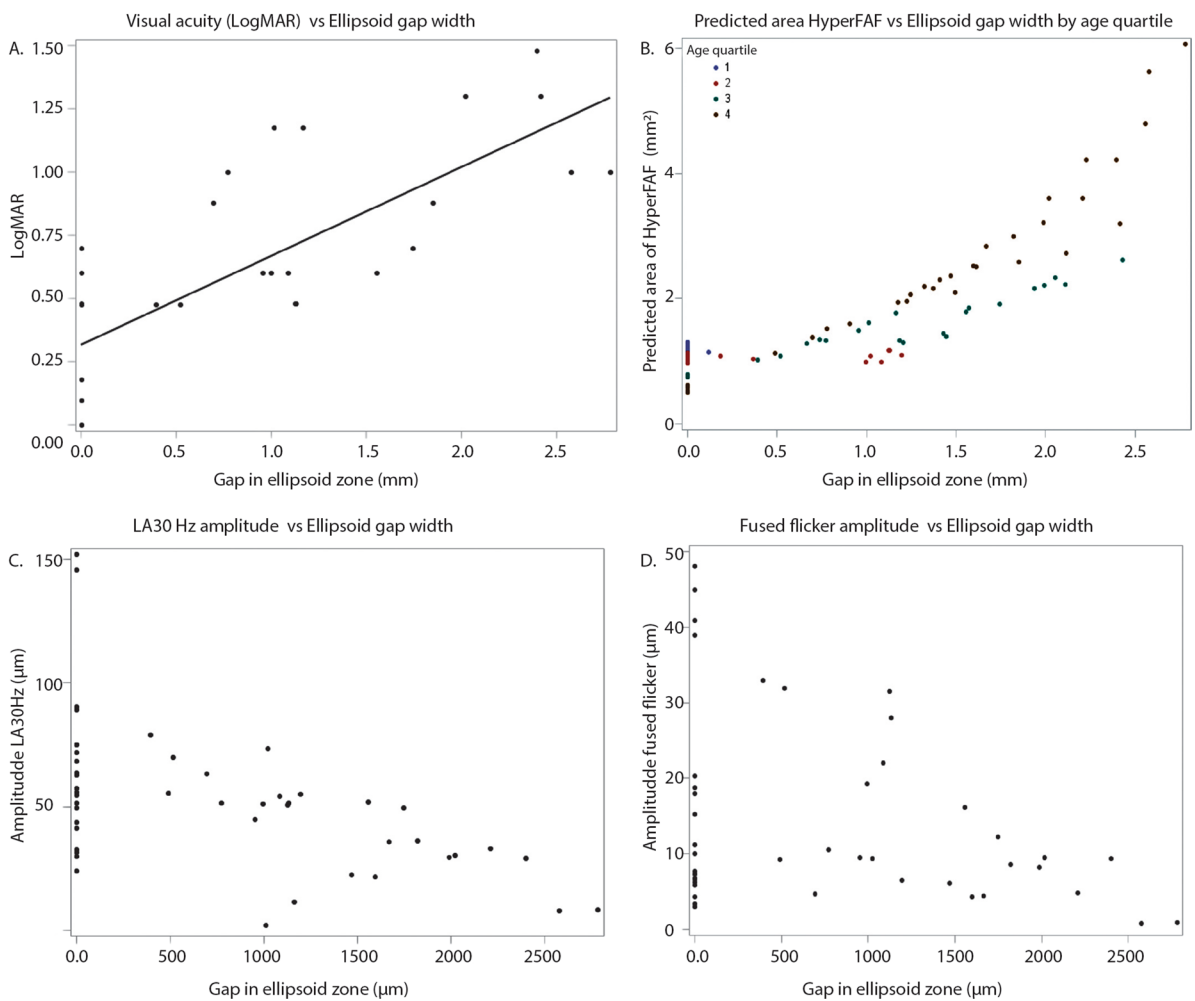 Visual acuity (LogMAR) vs Ellipsoid gap width
A.
1.50
1.25
1.00
0.75
0.50
0.25
0.00
LogMAR
0.0 0.5 1.0 1.5 2.0 2.5
Gap in ellipsoid zone (mm)
Predicted area HyperFAF vs Ellipsoid gap width by age quartile
B.
Age quartile
1
2
3
4
6
4
2
0
Predicted area of HyperFAF (mm²)
0.0 0.5 1.0 1.5 2.0 2.5
Gap in ellipsoid zone (mm)
LA30 Hz amplitude vs Ellipsoid gap width
C.
150
100
50
Amplitudde LA30Hz (μm)
0.0 500 1000 1500 2000 2500
Gap in ellipsoid zone (μm)
Fused flicker amplitude vs Ellipsoid gap width
D.
50
40
30
20
10
0
Amplitudde fused flicker (μm)
0.0 500 1000 1500 2000 2500
Gap in ellipsoid zone (μm)